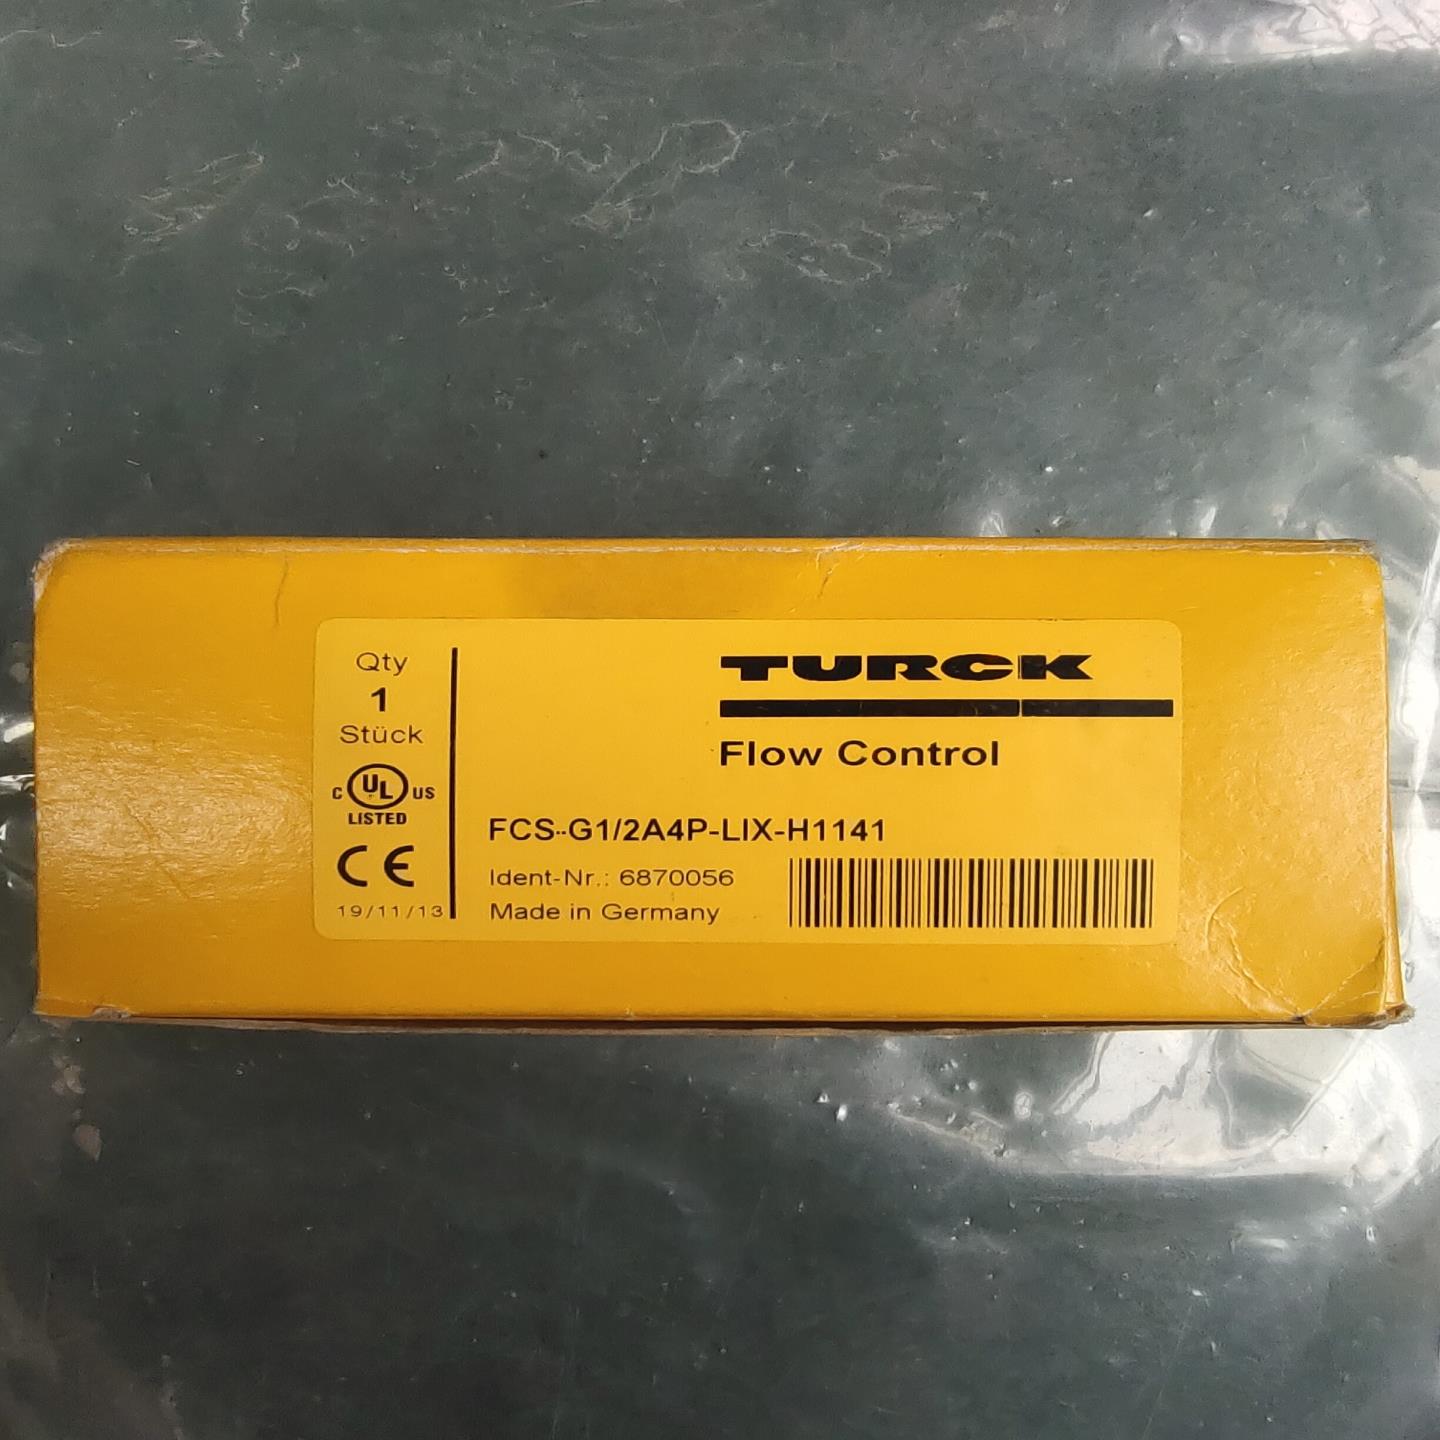 Qty
1
Stück
C UL US
LISTED
CE
19/11/13
TURCK
Flow Control
FCS-G1/2A4P-LIX-H1141
Ident-Nr.: 6870056
Made in Germany